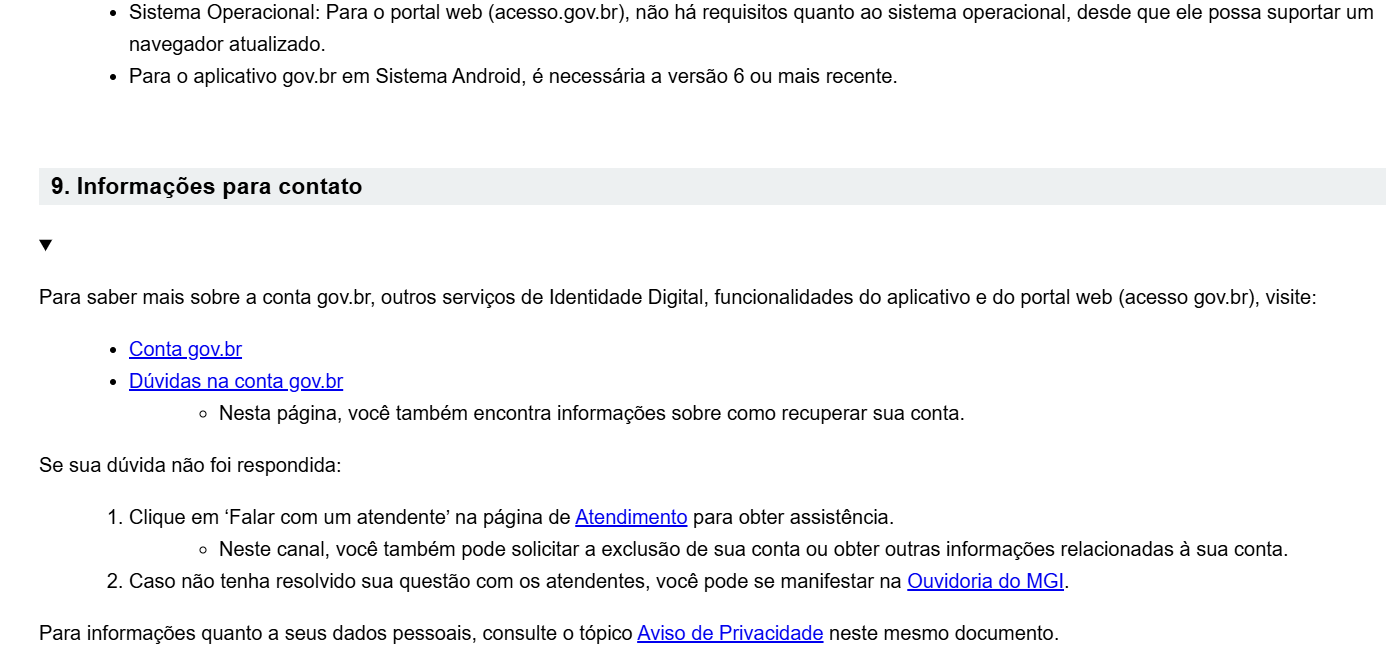 • Sistema Operacional: Para o portal web (acesso.gov.br), não há requisitos quanto ao sistema operacional, desde que ele possa suportar um
navegador atualizado.
• Para o aplicativo gov.br em Sistema Android, é necessária a versão 6 ou mais recente.
9. Informações para contato
▼
Para saber mais sobre a conta gov.br, outros serviços de Identidade Digital, funcionalidades do aplicativo e do portal web (acesso gov.br), visite:
• Conta gov.br
• Dúvidas na conta gov.br
◦ Nesta página, você também encontra informações sobre como recuperar sua conta.
Se sua dúvida não foi respondida:
1. Clique em ‘Falar com um atendente’ na página de Atendimento para obter assistência.
◦ Neste canal, você também pode solicitar a exclusão de sua conta ou obter outras informações relacionadas à sua conta.
2. Caso não tenha resolvido sua questão com os atendentes, você pode se manifestar na Ouvidoria do MGI.
Para informações quanto a seus dados pessoais, consulte o tópico Aviso de Privacidade neste mesmo documento.